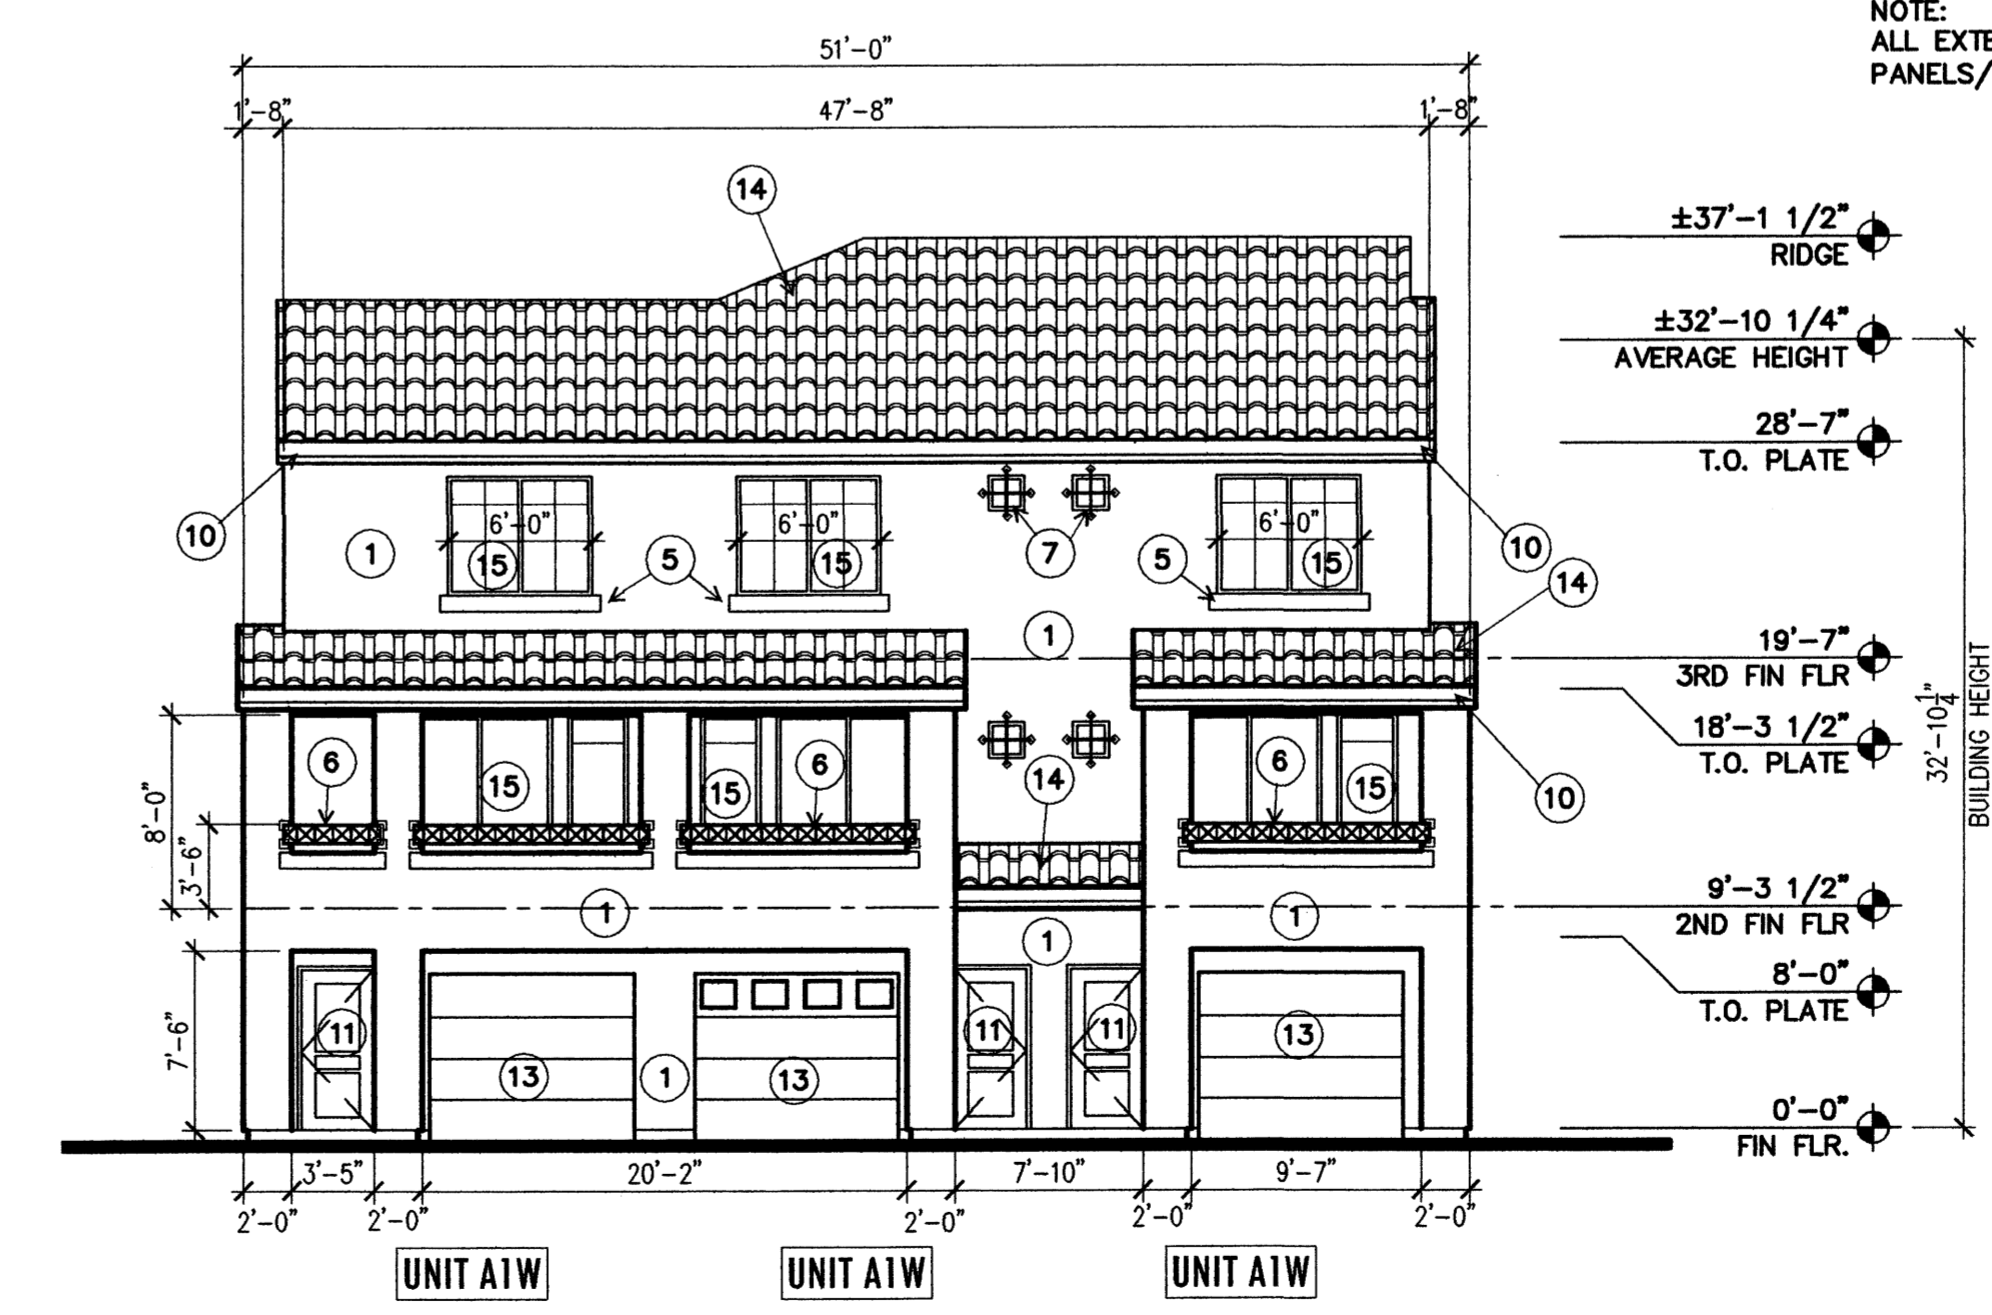 NOTE:
ALL EXTE
PANELS/
51'-0"
1'-8" 47'-8" 1'-8"
14
±37'-1 1/2"
RIDGE
±32'-10 1/4"
AVERAGE HEIGHT
28'-7"
T.O. PLATE
10 1 6'-0" 15 5 6'-0" 15 7 5 6'-0" 15 10
14
1
19'-7"
3RD FIN FLR
18'-3 1/2"
T.O. PLATE
32'-10 1/4"
BUILDING HEIGHT
8'-0"
3'-6"
6 15 15 6 14 6 15 10
9'-3 1/2"
2ND FIN FLR
1 1 1
8'-0"
T.O. PLATE
7'-6"
11 13 1 13 11 11 13
0'-0"
FIN FLR.
3'-5" 20'-2" 7'-10" 9'-7"
2'-0" 2'-0" 2'-0" 2'-0" 2'-0"
UNIT A1W UNIT A1W UNIT A1W